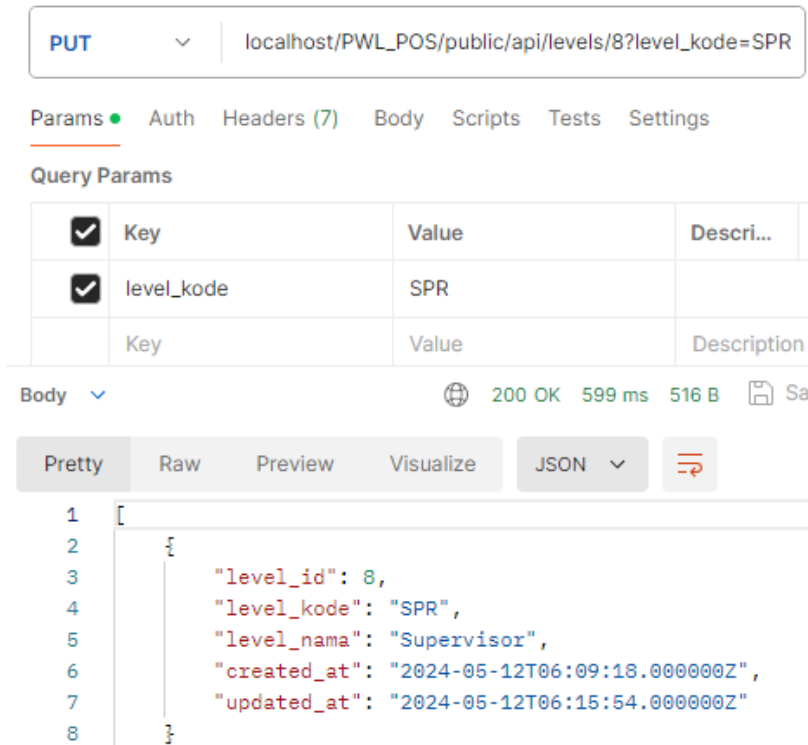 PUT localhost/PWL_POS/public/api/levels/8?level_kode=SPR
Params Auth Headers (7) Body Scripts Tests Settings
Query Params
Key Value Descri...
level_kode SPR
Key Value Description
Body 200 OK 599 ms 516 B Sa
Pretty Raw Preview Visualize JSON
1 [
2 {
3 "level_id": 8,
4 "level_kode": "SPR",
5 "level_nama": "Supervisor",
6 "created_at": "2024-05-12T06:09:18.000000Z",
7 "updated_at": "2024-05-12T06:15:54.000000Z"
8 }